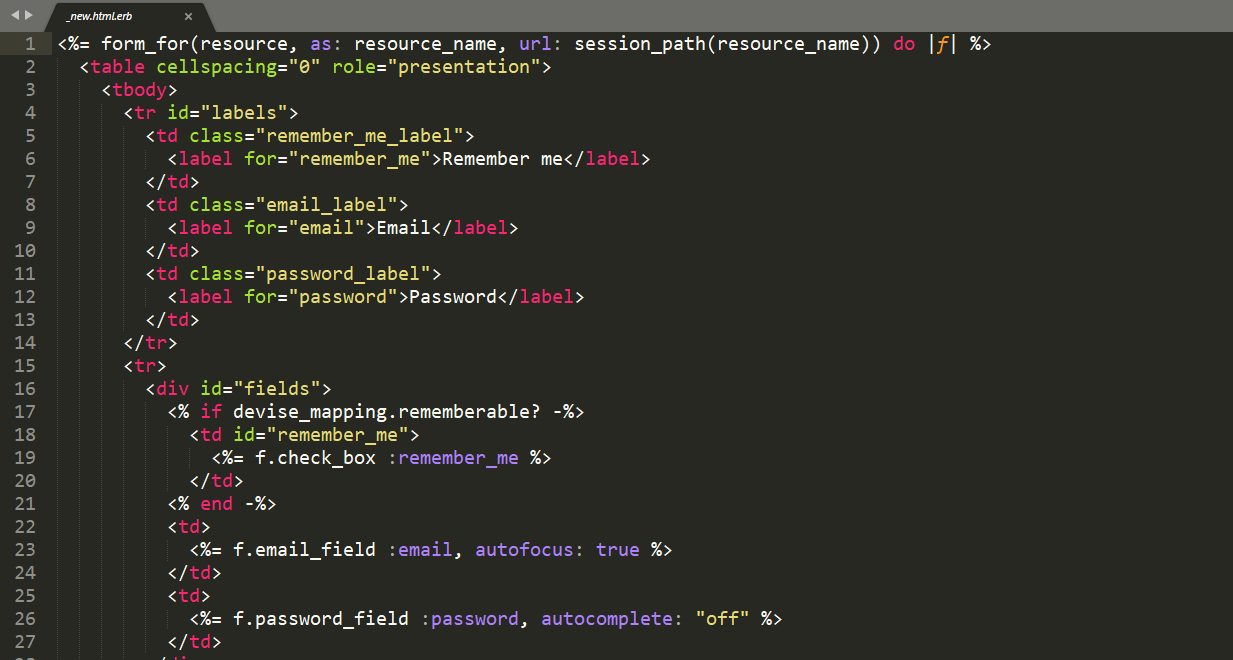 _new.html.erb ×
1 <%= form_for(resource, as: resource_name, url: session_path(resource_name)) do |f| %>
2 <table cellspacing="0" role="presentation">
3 <tbody>
4 <tr id="labels">
5 <td class="remember_me_label">
6 <label for="remember_me">Remember me</label>
7 </td>
8 <td class="email_label">
9 <label for="email">Email</label>
10 </td>
11 <td class="password_label">
12 <label for="password">Password</label>
13 </td>
14 </tr>
15 <tr>
16 <div id="fields">
17 <% if devise_mapping.rememberable? -%>
18 <td id="remember_me">
19 <%= f.check_box :remember_me %>
20 </td>
21 <% end -%>
22 <td>
23 <%= f.email_field :email, autofocus: true %>
24 </td>
25 <td>
26 <%= f.password_field :password, autocomplete: "off" %>
27 </td>